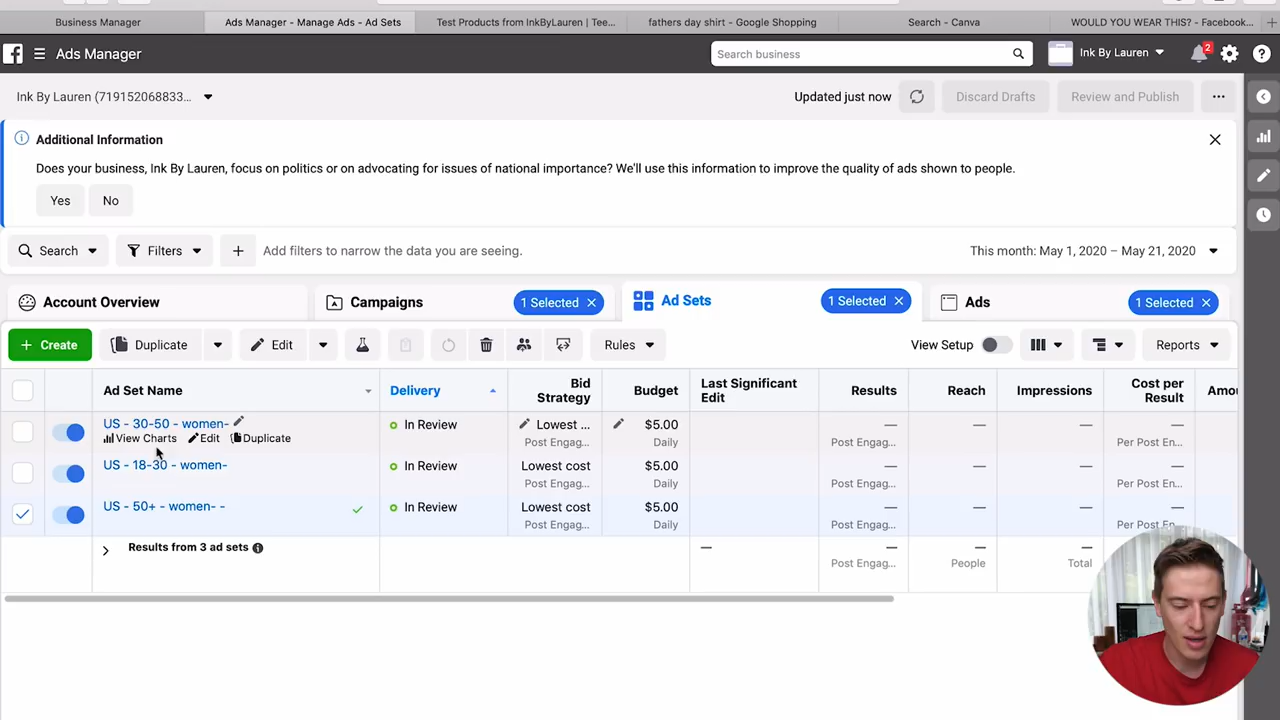 Business Manager
Ads Manager - Manage Ads - Ad Sets
Test Products from InkByLauren | Tee...
fathers day shirt - Google Shopping
Search - Canva
WOULD YOU WEAR THIS? - Facebook...
Ads Manager
Search business
Ink By Lauren
2
Ink By Lauren (719152068833...
Updated just now
Discard Drafts
Review and Publish
Additional Information
Does your business, Ink By Lauren, focus on politics or on advocating for issues of national importance? We'll use this information to improve the quality of ads shown to people.
Yes
No
Search
Filters
Add filters to narrow the data you are seeing.
This month: May 1, 2020 – May 21, 2020
Account Overview
Campaigns
1 Selected
Ad Sets
1 Selected
Ads
1 Selected
+ Create
Duplicate
Edit
Rules
View Setup
Reports
Ad Set Name
Delivery
Bid
Strategy
Budget
Last Significant
Edit
Results
Reach
Impressions
Cost per
Result
Amou
US - 30-50 - women-
View Charts
Edit
Duplicate
In Review
Lowest ...
Post Engag...
$5.00
Daily
—
Post Engag...
—
—
—
Per Post En...
US - 18-30 - women-
In Review
Lowest cost
Post Engag...
$5.00
Daily
—
Post Engag...
—
—
—
Per Post En...
US - 50+ - women- -
In Review
Lowest cost
Post Engag...
$5.00
Daily
—
Post Engag...
—
—
—
Per Post En
Results from 3 ad sets
—
—
Post Engag...
—
People
—
Total